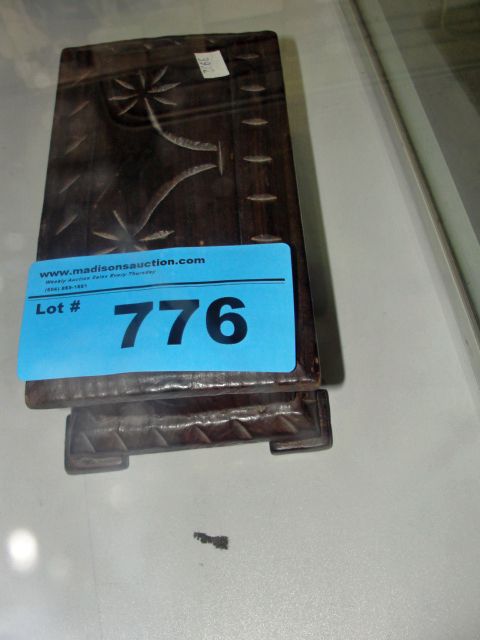 www.madisonsauction.com
Weekly Auction Sales Every Thursday
Lot # 776